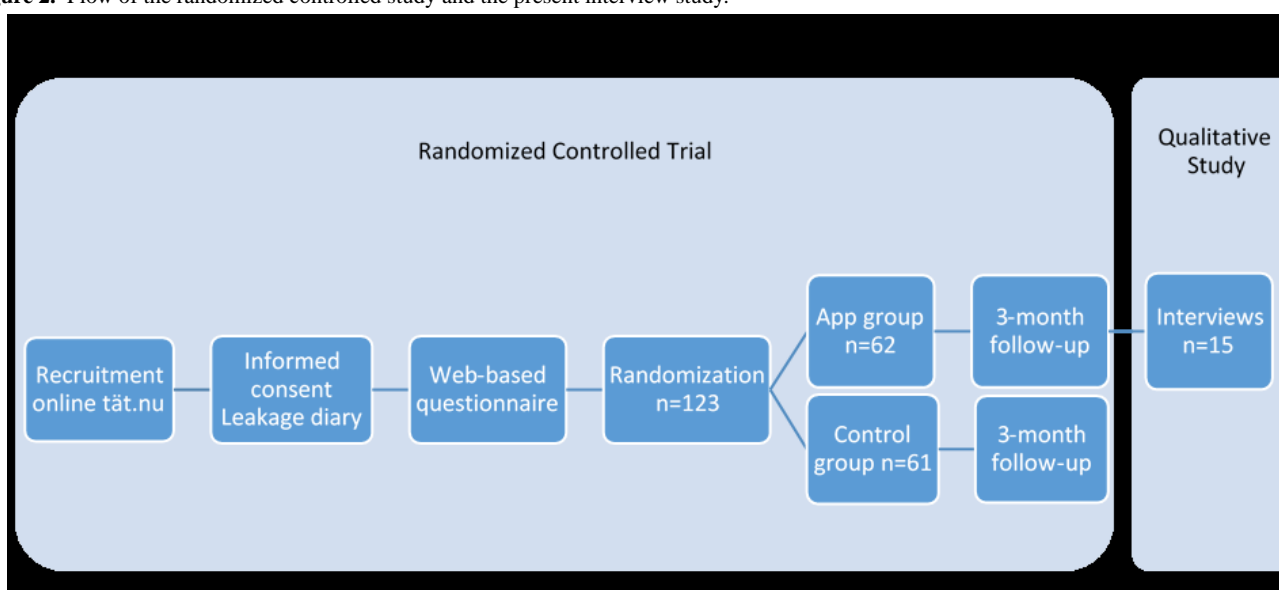 Figure 2. Flow of the randomized controlled study and the present interview study.
Randomized Controlled Trial
Qualitative
Study
Recruitment
online tät.nu
Informed
consent
Leakage diary
Web-based
questionnaire
Randomization
n=123
App group
n=62
3-month
follow-up
Control
group n=61
3-month
follow-up
Interviews
n=15